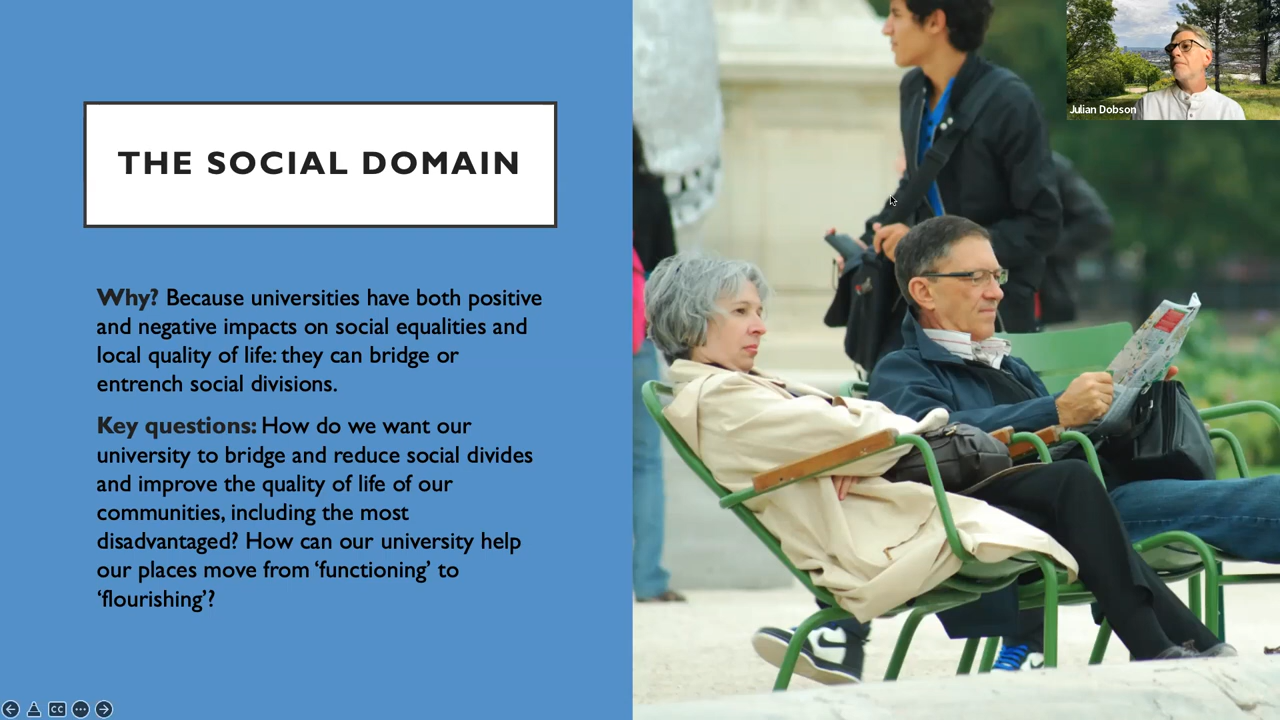 THE SOCIAL DOMAIN
Why? Because universities have both positive
and negative impacts on social equalities and
local quality of life: they can bridge or
entrench social divisions.
Key questions: How do we want our
university to bridge and reduce social divides
and improve the quality of life of our
communities, including the most
disadvantaged? How can our university help
our places move from ‘functioning’ to
‘flourishing’?
Julian Dobson
CC